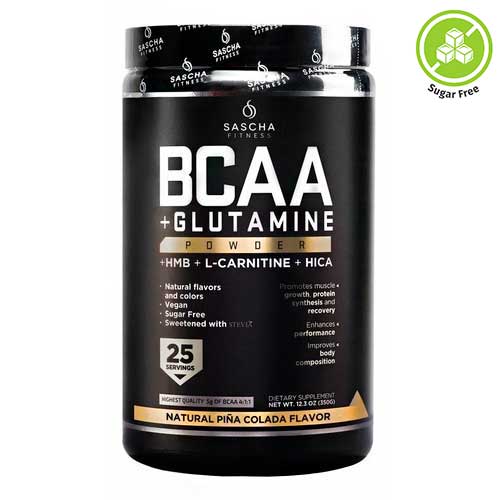 SASCHA
FITNESS
SASCHA
FITNESS
BCAA
+GLUTAMINE
POWDER
+HMB + L-CARNITINE + HICA
• Natural flavors
and colors
• Vegan
• Sugar Free
• Sweetened with STEVIA
Promotes muscle •
growth, protein
synthesis and
recovery
Enhances •
performance
Improves •
body
composition
25
SERVINGS
HIGHEST QUALITY 5g OF BCAA 4:1:1
DIETARY SUPPLEMENT
NET WT. 12.3 OZ (350G)
NATURAL PIÑA COLADA FLAVOR
Sugar Free